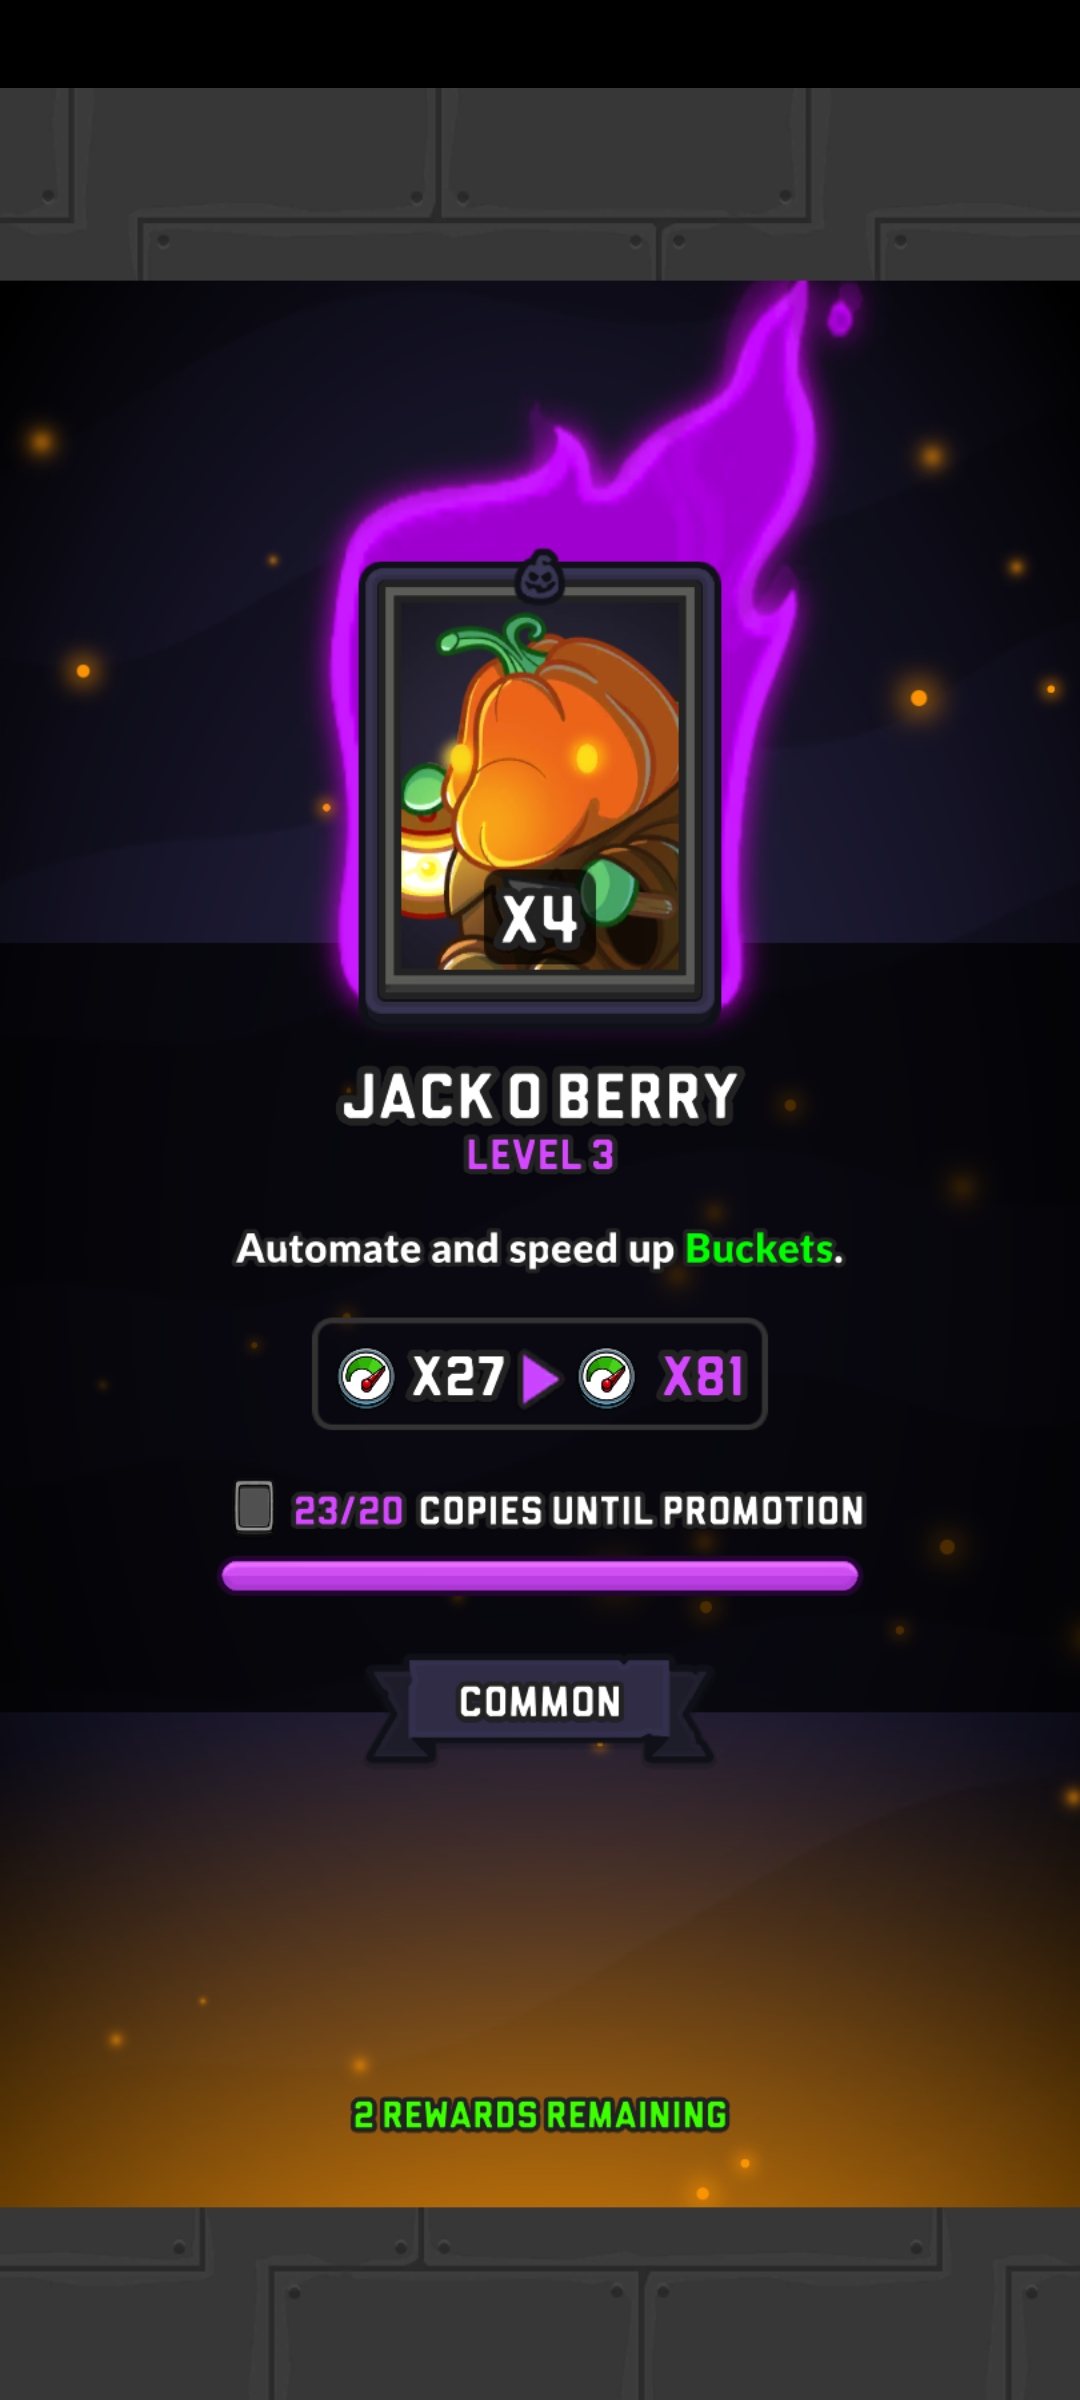 X4
JACK O BERRY
LEVEL 3
Automate and speed up Buckets.
X27 X81
23/20 COPIES UNTIL PROMOTION
COMMON
2 REWARDS REMAINING